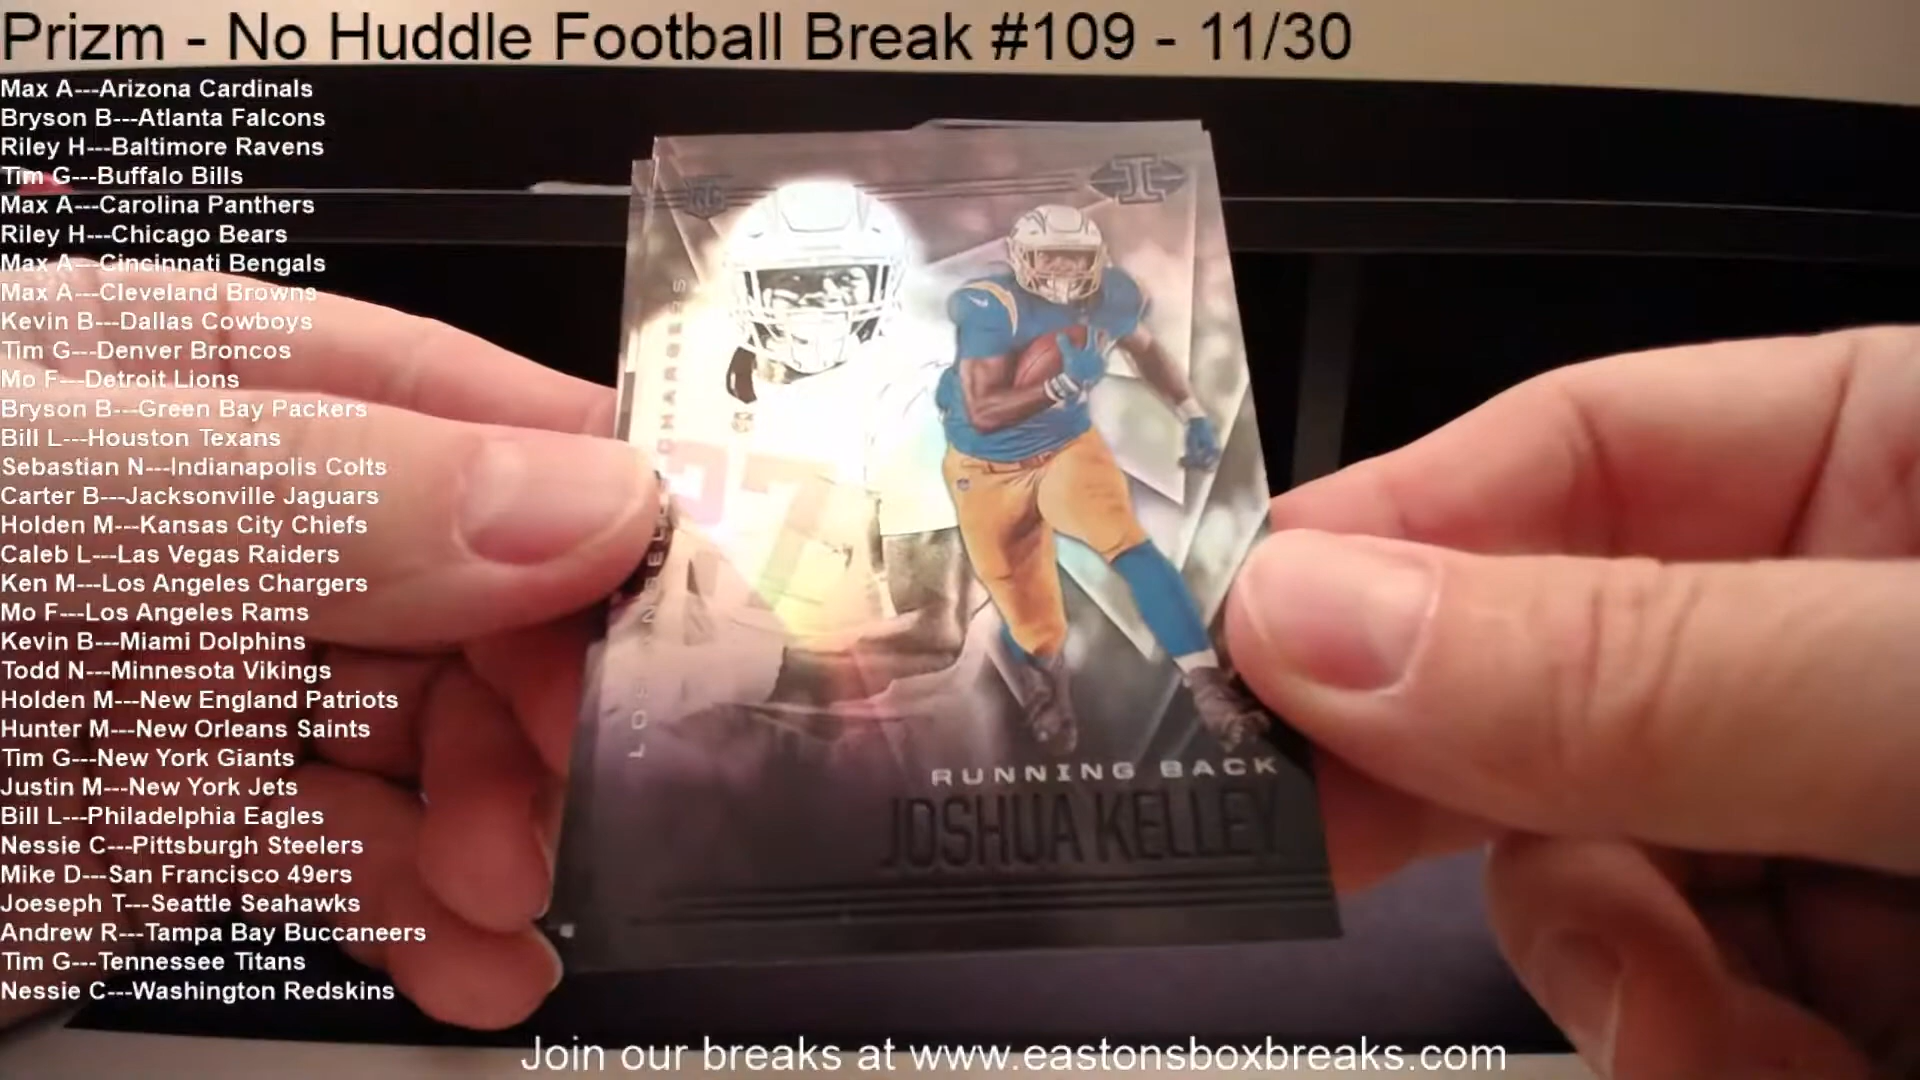 Prizm - No Huddle Football Break #109 - 11/30
Max A---Arizona Cardinals
Bryson B---Atlanta Falcons
Riley H---Baltimore Ravens
Tim G---Buffalo Bills
Max A---Carolina Panthers
Riley H---Chicago Bears
Max A---Cincinnati Bengals
Max A---Cleveland Browns
Kevin B---Dallas Cowboys
Tim G---Denver Broncos
Mo F---Detroit Lions
Bryson B---Green Bay Packers
Bill L---Houston Texans
Sebastian N---Indianapolis Colts
Carter B---Jacksonville Jaguars
Holden M---Kansas City Chiefs
Caleb L---Las Vegas Raiders
Ken M---Los Angeles Chargers
Mo F---Los Angeles Rams
Kevin B---Miami Dolphins
Todd N---Minnesota Vikings
Holden M---New England Patriots
Hunter M---New Orleans Saints
Tim G---New York Giants
Justin M---New York Jets
Bill L---Philadelphia Eagles
Nessie C---Pittsburgh Steelers
Mike D---San Francisco 49ers
Joeseph T---Seattle Seahawks
Andrew R---Tampa Bay Buccaneers
Tim G---Tennessee Titans
Nessie C---Washington Redskins
RC
LOS ANGELES CHARGERS
27
RUNNING BACK
JOSHUA KELLEY
Join our breaks at www.eastonsboxbreaks.com